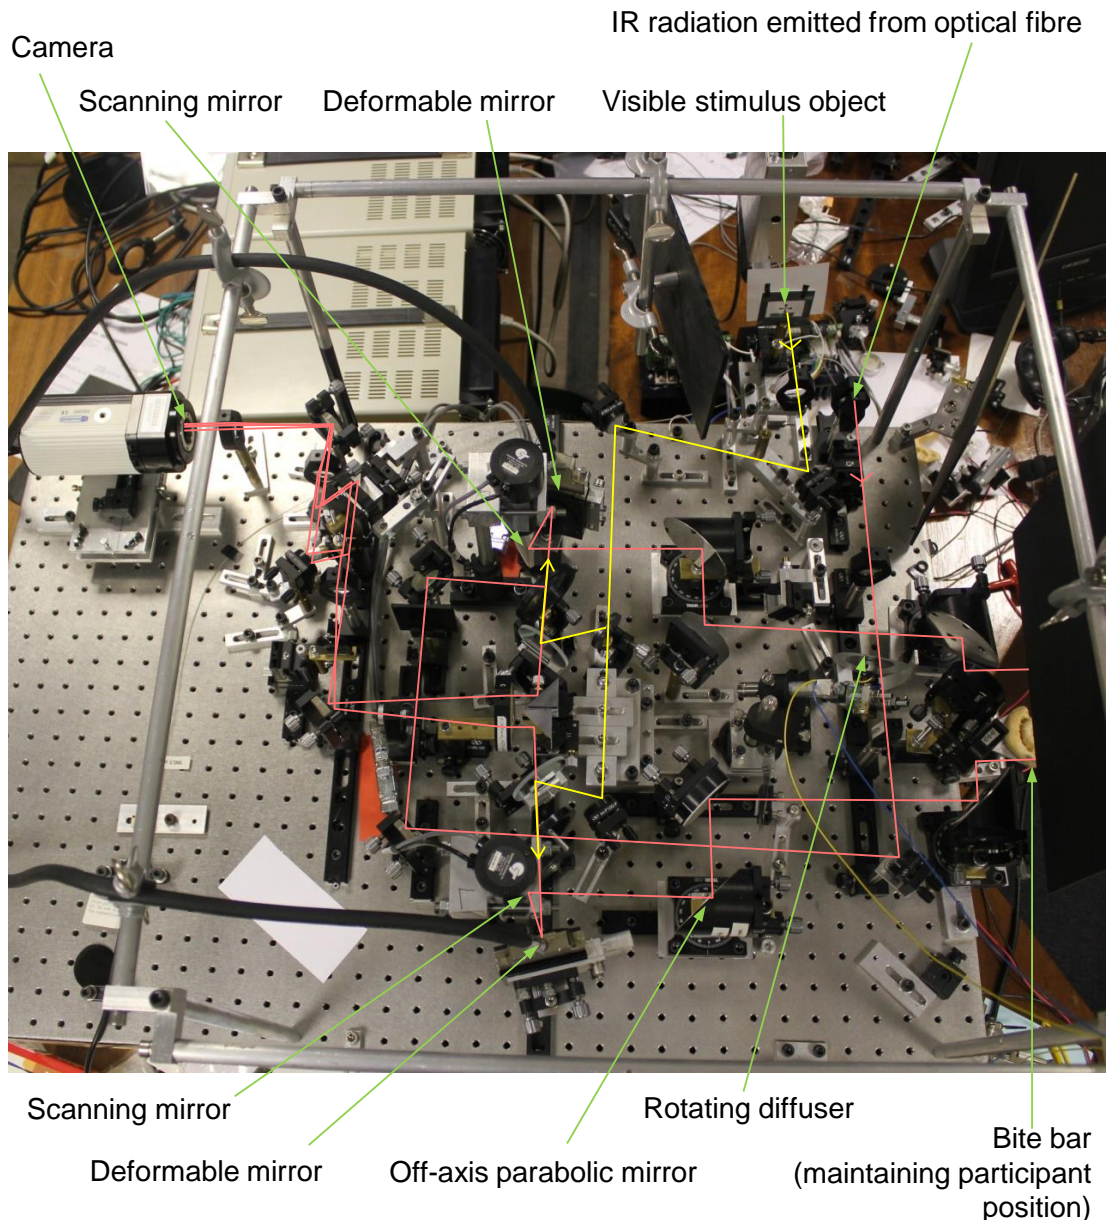 IR radiation emitted from optical fibre
Camera
Scanning mirror
Deformable mirror
Visible stimulus object
Scanning mirror
Rotating diffuser
Deformable mirror
Off-axis parabolic mirror
Bite bar
(maintaining participant
position)